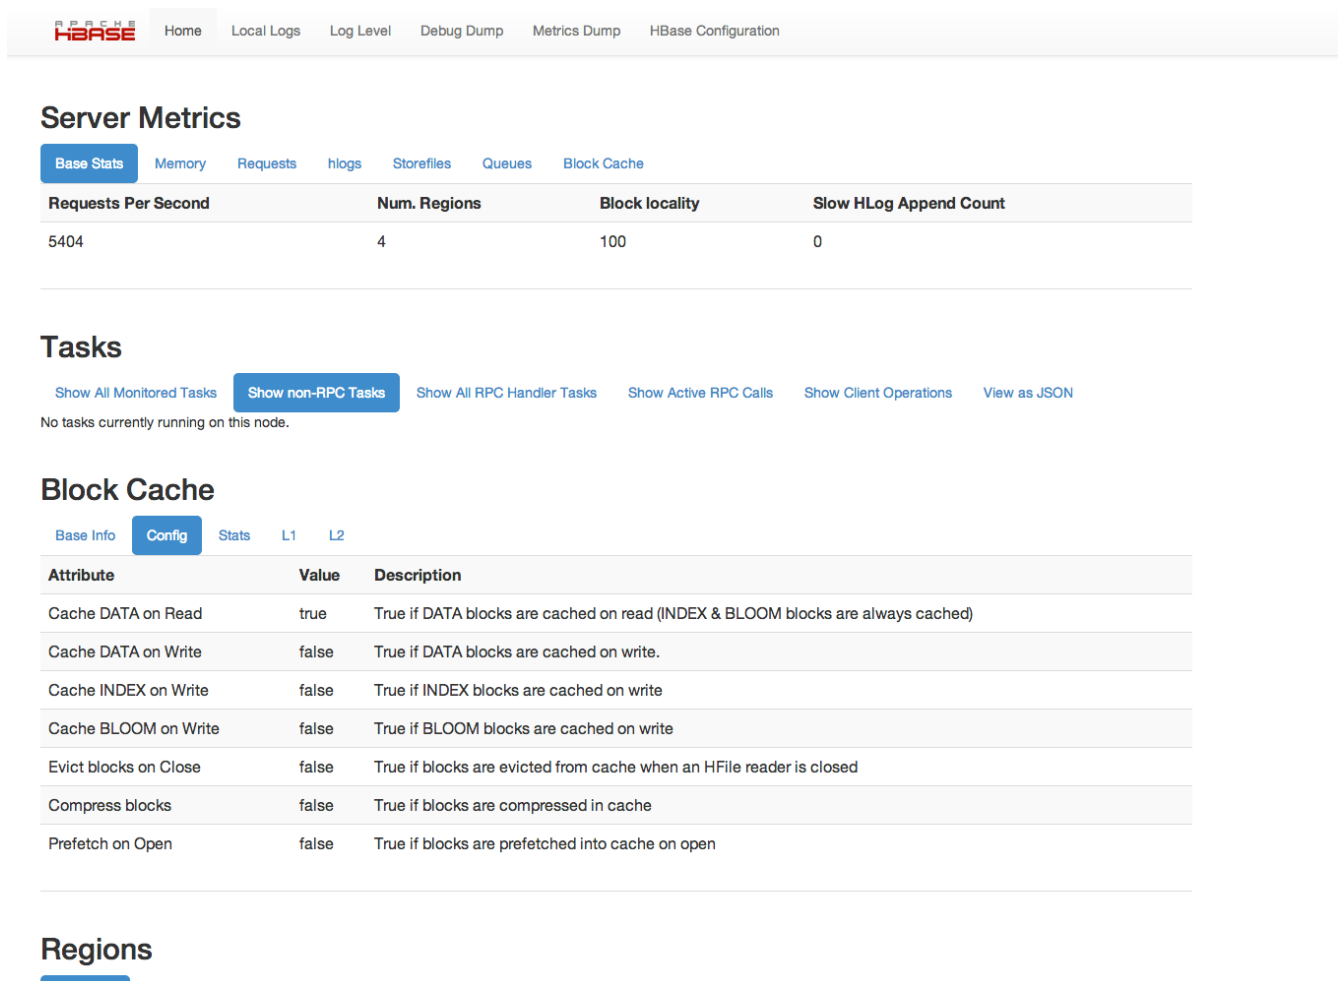 APACHE
HBASE Home Local Logs Log Level Debug Dump Metrics Dump HBase Configuration
Server Metrics
Base Stats Memory Requests hlogs Storefiles Queues Block Cache
Requests Per Second Num. Regions Block locality Slow HLog Append Count
5404 4 100 0
Tasks
Show All Monitored Tasks Show non-RPC Tasks Show All RPC Handler Tasks Show Active RPC Calls Show Client Operations View as JSON
No tasks currently running on this node.
Block Cache
Base Info Config Stats L1 L2
Attribute Value Description
Cache DATA on Read true True if DATA blocks are cached on read (INDEX & BLOOM blocks are always cached)
Cache DATA on Write false True if DATA blocks are cached on write.
Cache INDEX on Write false True if INDEX blocks are cached on write
Cache BLOOM on Write false True if BLOOM blocks are cached on write
Evict blocks on Close false True if blocks are evicted from cache when an HFile reader is closed
Compress blocks false True if blocks are compressed in cache
Prefetch on Open false True if blocks are prefetched into cache on open
Regions